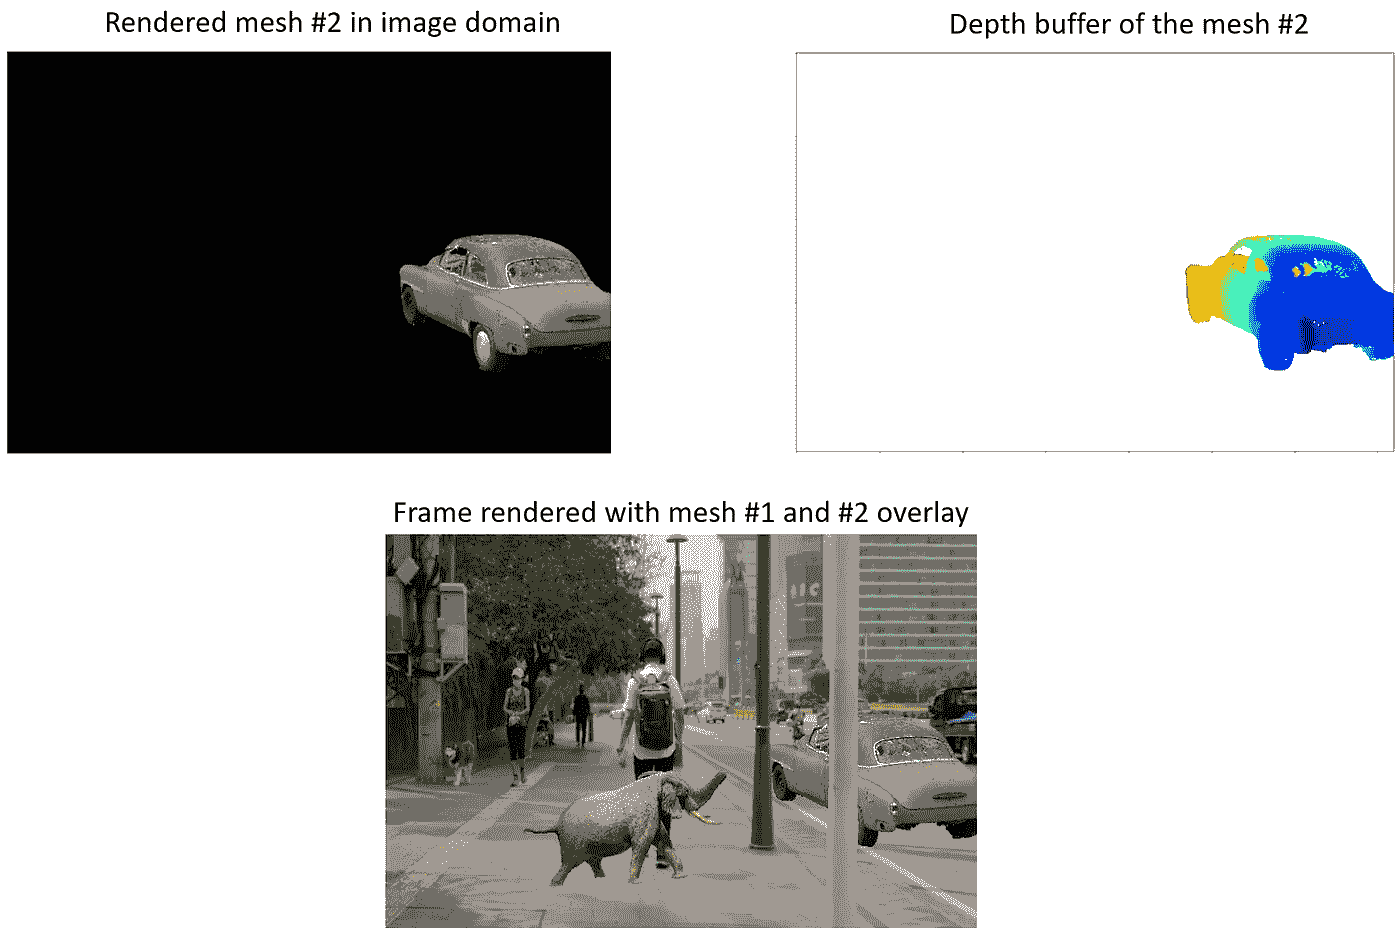 Rendered mesh #2 in image domain
Depth buffer of the mesh #2
Frame rendered with mesh #1 and #2 overlay